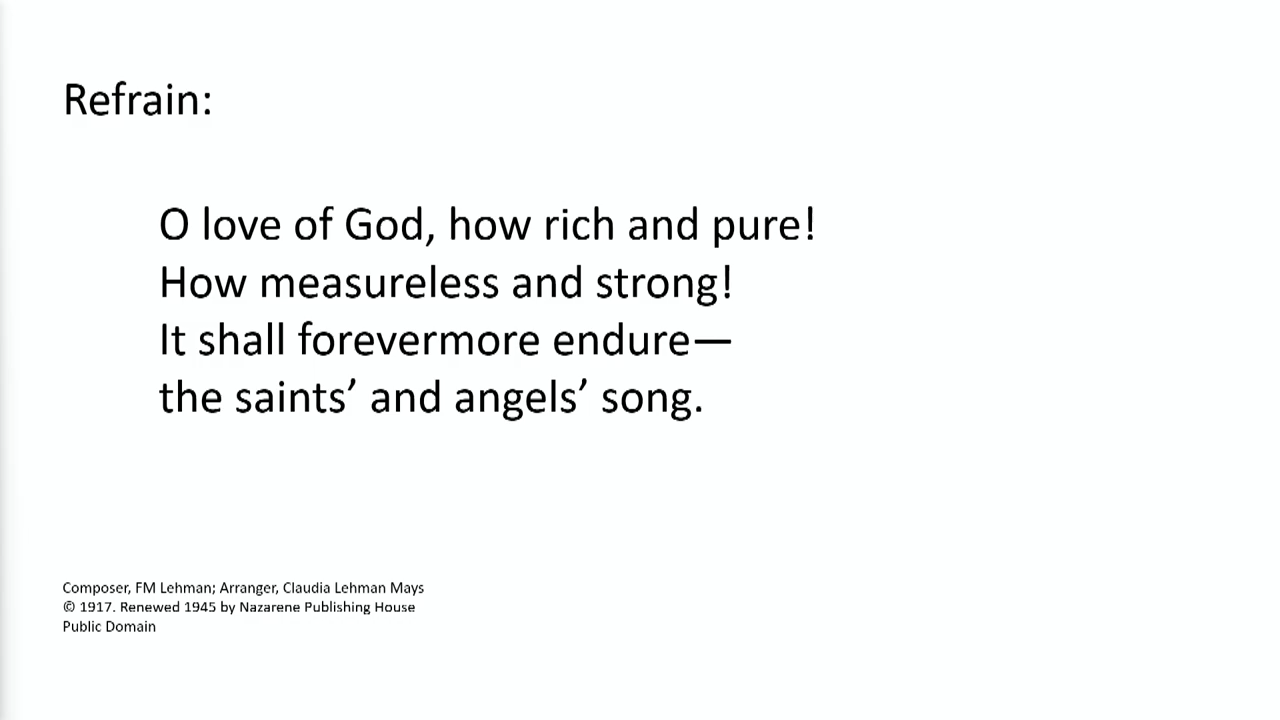 Refrain:
O love of God, how rich and pure!
How measureless and strong!
It shall forevermore endure—
the saints’ and angels’ song.
Composer, FM Lehman; Arranger, Claudia Lehman Mays
© 1917. Renewed 1945 by Nazarene Publishing House
Public Domain